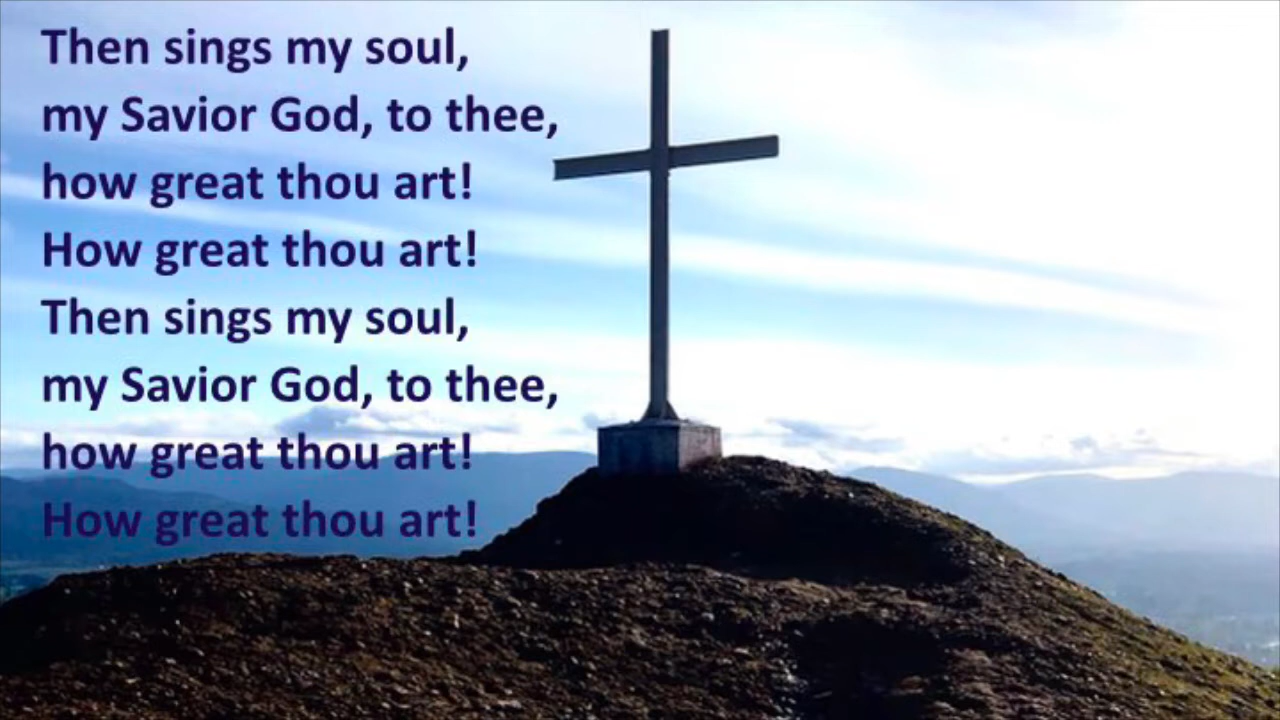 Then sings my soul,
my Savior God, to thee,
how great thou art!
How great thou art!
Then sings my soul,
my Savior God, to thee,
how great thou art!
How great thou art!